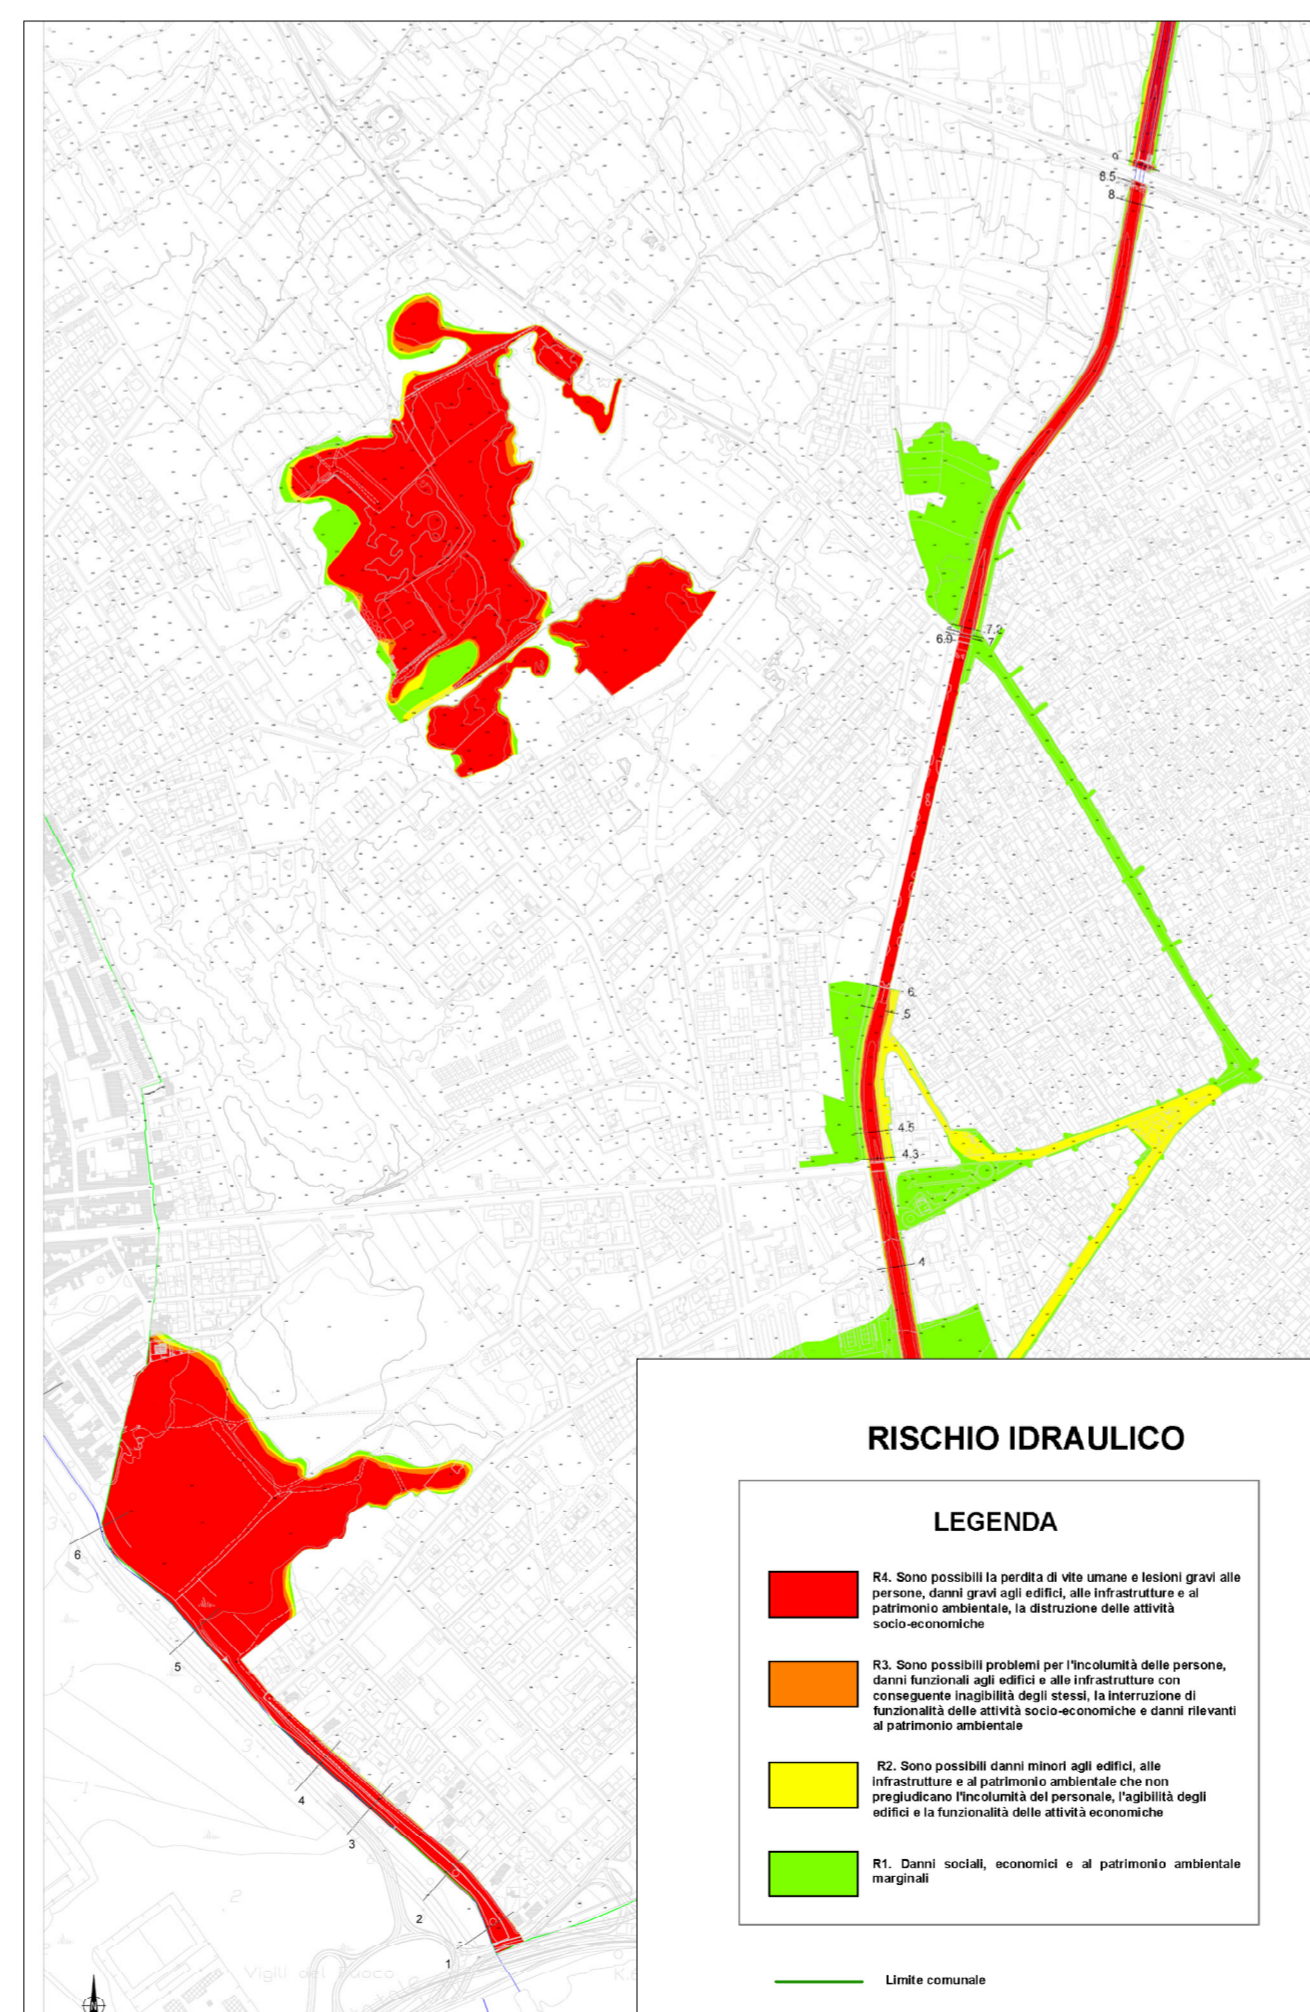 9
8.5
8
7.2
6.9
7
6
5
4.5
4.3
4
6
5
4
3
2
1
3
3
2
Vigili del Fuoco
RISCHIO IDRAULICO
LEGENDA
R4. Sono possibili la perdita di vite umane e lesioni gravi alle
persone, danni gravi agli edifici, alle infrastrutture e al
patrimonio ambientale, la distruzione delle attività
socio-economiche
R3. Sono possibili problemi per l'incolumità delle persone,
danni funzionali agli edifici e alle infrastrutture con
conseguente inagibilità degli stessi, la interruzione di
funzionalità delle attività socio-economiche e danni rilevanti
al patrimonio ambientale
R2. Sono possibili danni minori agli edifici, alle
infrastrutture e al patrimonio ambientale che non
pregiudicano l'incolumità del personale, l'agibilità degli
edifici e la funzionalità delle attività economiche
R1. Danni sociali, economici e al patrimonio ambientale
marginali
Limite comunale